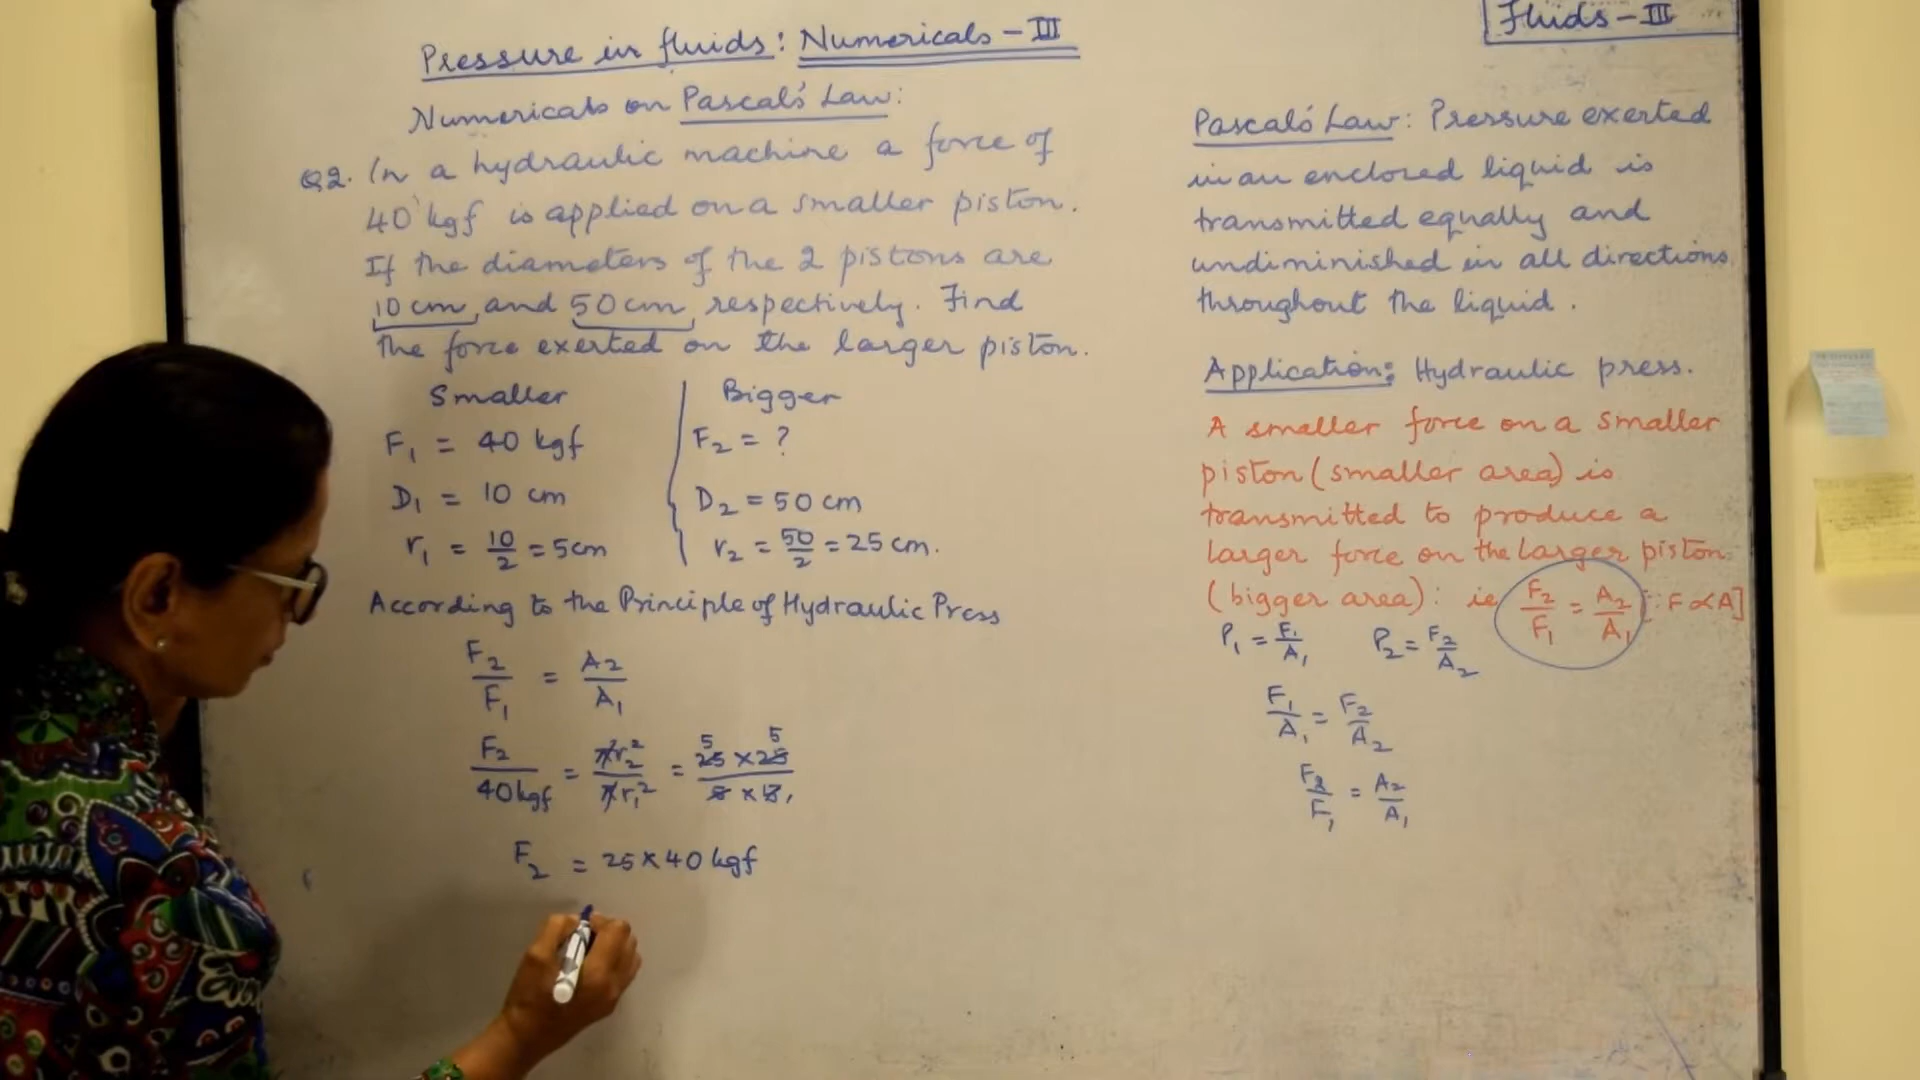 Pressure in fluids: Numericals - III
Numericals on Pascal's Law:
Q2. In a hydraulic machine a force of
40 kgf is applied on a smaller piston.
If the diameters of the 2 pistons are
10 cm, and 50 cm, respectively. Find
the force exerted on the larger piston.
Smaller
F₁ = 40 kgf
D₁ = 10 cm
r₁ = 10/2 = 5cm
Bigger
F₂ = ?
D₂ = 50 cm
r₂ = 50/2 = 25 cm.
According to the Principle of Hydraulic Press
F₂/F₁ = A₂/A₁
F₂/40kgf = πr₂²/πr₁² = 25 × 25/5 × 5
5 5
1
F₂ = 25 × 40 kgf
Fluids - III
Pascal's Law: Pressure exerted
in an enclosed liquid is
transmitted equally and
undiminished in all directions
throughout the liquid.
Application: Hydraulic press.
A smaller force on a smaller
piston (smaller area) is
transmitted to produce a
larger force on the larger piston
(bigger area): ie F₂/F₁ = A₂/A₁ [∵ F ∝ A]
P₁ = F₁/A₁ P₂ = F₂/A₂
F₁/A₁ = F₂/A₂
F₂/F₁ = A₂/A₁